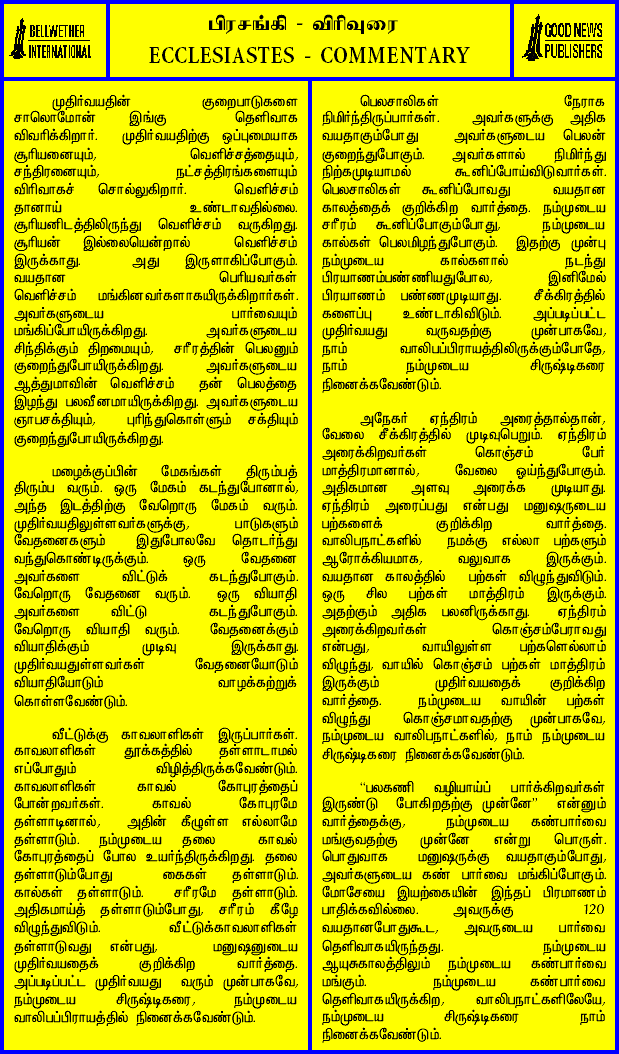 BELLWETHER
INTERNATIONAL
பிரசங்கி - விரிவுரை
ECCLESIASTES - COMMENTARY
GOOD NEWS
PUBLISHERS
முதிர்வயதின் குறைபாடுகளை
சாலொமோன் இங்கு தெளிவாக
விவரிக்கிறார். முதிர்வயதிற்கு ஒப்புமையாக
சூரியனையும், வெளிச்சத்தையும்,
சந்திரனையும், நட்சத்திரங்களையும்
விரிவாகச் சொல்லுகிறார். வெளிச்சம்
தானாய் உண்டாவதில்லை.
சூரியனிடத்திலிருந்து வெளிச்சம் வருகிறது.
சூரியன் இல்லையென்றால் வெளிச்சம்
இருக்காது. அது இருளாகிப்போகும்.
வயதான பெரியவர்கள்
வெளிச்சம் மங்கினவர்களாகயிருக்கிறார்கள்.
அவர்களுடைய பார்வையும்
மங்கிப்போயிருக்கிறது. அவர்களுடைய
சிந்திக்கும் திறமையும், சரீரத்தின் பெலனும்
குறைந்துபோயிருக்கிறது. அவர்களுடைய
ஆத்துமாவின் வெளிச்சம் தன் பெலத்தை
இழந்து பலவீனமாயிருக்கிறது. அவர்களுடைய
ஞாபசக்தியும், புரிந்துகொள்ளும் சக்தியும்
குறைந்துபோயிருக்கிறது.
மழைக்குப்பின் மேகங்கள் திரும்பத்
திரும்ப வரும். ஒரு மேகம் கடந்துபோனால்,
அந்த இடத்திற்கு வேறொரு மேகம் வரும்.
முதிர்வயதிலுள்ளவர்களுக்கு, பாடுகளும்
வேதனைகளும் இதுபோலவே தொடர்ந்து
வந்துகொண்டிருக்கும். ஒரு வேதனை
அவர்களை விட்டுக் கடந்துபோகும்.
வேறொரு வேதனை வரும். ஒரு வியாதி
அவர்களை விட்டு கடந்துபோகும்.
வேறொரு வியாதி வரும். வேதனைக்கும்
வியாதிக்கும் முடிவு இருக்காது.
முதிர்வயதுள்ளவர்கள் வேதனையோடும்
வியாதியோடும் வாழக்கற்றுக்
கொள்ளவேண்டும்.
வீட்டுக்கு காவலாளிகள் இருப்பார்கள்.
காவலாளிகள் தூக்கத்தில் தள்ளாடாமல்
எப்போதும் விழித்திருக்கவேண்டும்.
காவலாளிகள் காவல் கோபுரத்தைப்
போன்றவர்கள். காவல் கோபுரமே
தள்ளாடினால், அதின் கீழுள்ள எல்லாமே
தள்ளாடும். நம்முடைய தலை காவல்
கோபுரத்தைப் போல உயர்ந்திருக்கிறது. தலை
தள்ளாடும்போது கைகள் தள்ளாடும்.
கால்கள் தள்ளாடும். சரீரமே தள்ளாடும்.
அதிகமாய்த் தள்ளாடும்போது, சரீரம் கீழே
விழுந்துவிடும். வீட்டுக்காவலாளிகள்
தள்ளாடுவது என்பது, மனுஷனுடைய
முதிர்வயதைக் குறிக்கிற வார்த்தை.
அப்படிப்பட்ட முதிர்வயது வரும் முன்பாகவே,
நம்முடைய சிருஷ்டிகரை, நம்முடைய
வாலிபப்பிராயத்தில் நினைக்கவேண்டும்.
பெலசாலிகள் நேராக
நிமிர்ந்திருப்பார்கள். அவர்களுக்கு அதிக
வயதாகும்போது அவர்களுடைய பெலன்
குறைந்துபோகும். அவர்களால் நிமிர்ந்து
நிற்கமுடியாமல் கூனிப்போய்விடுவார்கள்.
பெலசாலிகள் கூனிப்போவது வயதான
காலத்தைக் குறிக்கிற வார்த்தை. நம்முடைய
சரீரம் கூனிப்போகும்போது, நம்முடைய
கால்கள் பெலமிழந்துபோகும். இதற்கு முன்பு
நம்முடைய கால்களால் நடந்து
பிரயாணம்பண்ணியதுபோல, இனிமேல்
பிரயாணம் பண்ணமுடியாது. சீக்கிரத்தில்
களைப்பு உண்டாகிவிடும். அப்படிப்பட்ட
முதிர்வயது வருவதற்கு முன்பாகவே,
நாம் வாலிபப்பிராயத்திலிருக்கும்போதே,
நாம் நம்முடைய சிருஷ்டிகரை
நினைக்கவேண்டும்.
அநேகர் ஏந்திரம் அரைத்தால்தான்,
வேலை சீக்கிரத்தில் முடிவுபெறும். ஏந்திரம்
அரைக்கிறவர்கள் கொஞ்சம் பேர்
மாத்திரமானால், வேலை ஓய்ந்துபோகும்.
அதிகமான அளவு அரைக்க முடியாது.
ஏந்திரம் அரைப்பது என்பது மனுஷருடைய
பற்களைக் குறிக்கிற வார்த்தை.
வாலிபநாட்களில் நமக்கு எல்லா பற்களும்
ஆரோக்கியமாக, வலுவாக இருக்கும்.
வயதான காலத்தில் பற்கள் விழுந்துவிடும்.
ஒரு சில பற்கள் மாத்திரம் இருக்கும்.
அதற்கும் அதிக பலனிருக்காது. ஏந்திரம்
அரைக்கிறவர்கள் கொஞ்சம்பேராவது
என்பது, வாயிலுள்ள பற்களெல்லாம்
விழுந்து, வாயில் கொஞ்சம் பற்கள் மாத்திரம்
இருக்கும் முதிர்வயதைக் குறிக்கிற
வார்த்தை. நம்முடைய வாயின் பற்கள்
விழுந்து கொஞ்சமாவதற்கு முன்பாகவே,
நம்முடைய வாலிபநாட்களில், நாம் நம்முடைய
சிருஷ்டிகரை நினைக்கவேண்டும்.
“பலகணி வழியாய்ப் பார்க்கிறவர்கள்
இருண்டு போகிறதற்கு முன்னே” என்னும்
வார்த்தைக்கு, நம்முடைய கண்பார்வை
மங்குவதற்கு முன்னே என்று பொருள்.
பொதுவாக மனுஷருக்கு வயதாகும்போது,
அவர்களுடைய கண் பார்வை மங்கிப்போகும்.
மோசேயை இயற்கையின் இந்தப் பிரமாணம்
பாதிக்கவில்லை. அவருக்கு 120
வயதானபோதுகூட, அவருடைய பார்வை
தெளிவாகயிருந்தது. நம்முடைய
ஆயுசுகாலத்திலும் நம்முடைய கண்பார்வை
மங்கும். நம்முடைய கண்பார்வை
தெளிவாகயிருக்கிற, வாலிபநாட்களிலேயே,
நம்முடைய சிருஷ்டிகரை நாம்
நினைக்கவேண்டும்.